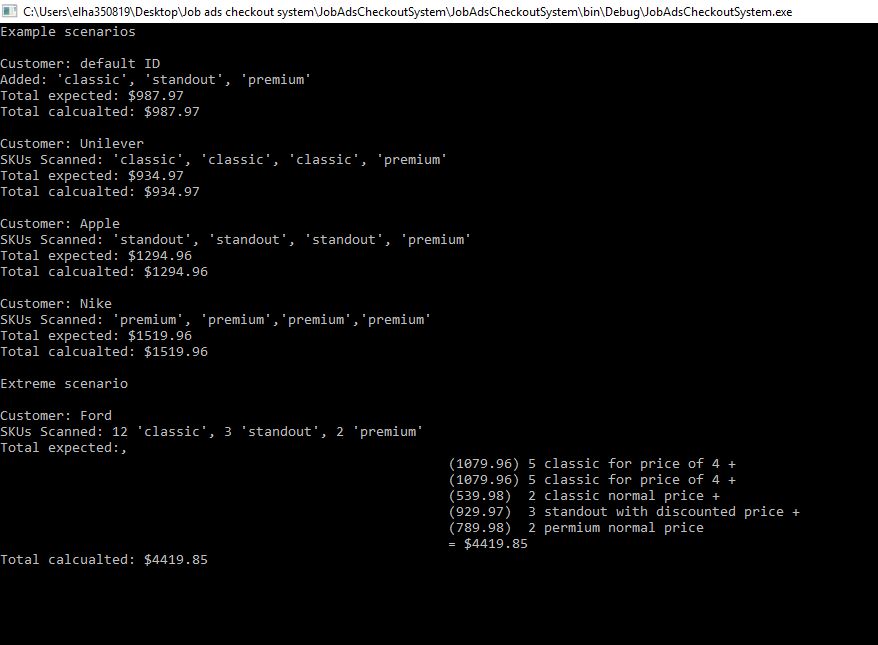 C:\Users\elha350819\Desktop\Job ads checkout system\JobAdsCheckoutSystem\JobAdsCheckoutSystem\bin\Debug\JobAdsCheckoutSystem.exe
Example scenarios
Customer: default ID
Added: 'classic', 'standout', 'premium'
Total expected: $987.97
Total calcualted: $987.97
Customer: Unilever
SKUs Scanned: 'classic', 'classic', 'classic', 'premium'
Total expected: $934.97
Total calcualted: $934.97
Customer: Apple
SKUs Scanned: 'standout', 'standout', 'standout', 'premium'
Total expected: $1294.96
Total calcualted: $1294.96
Customer: Nike
SKUs Scanned: 'premium', 'premium','premium','premium'
Total expected: $1519.96
Total calcualted: $1519.96
Extreme scenario
Customer: Ford
SKUs Scanned: 12 'classic', 3 'standout', 2 'premium'
Total expected:,
(1079.96) 5 classic for price of 4 +
(1079.96) 5 classic for price of 4 +
(539.98)  2 classic normal price +
(929.97)  3 standout with discounted price +
(789.98)  2 permium normal price
= $4419.85
Total calcualted: $4419.85